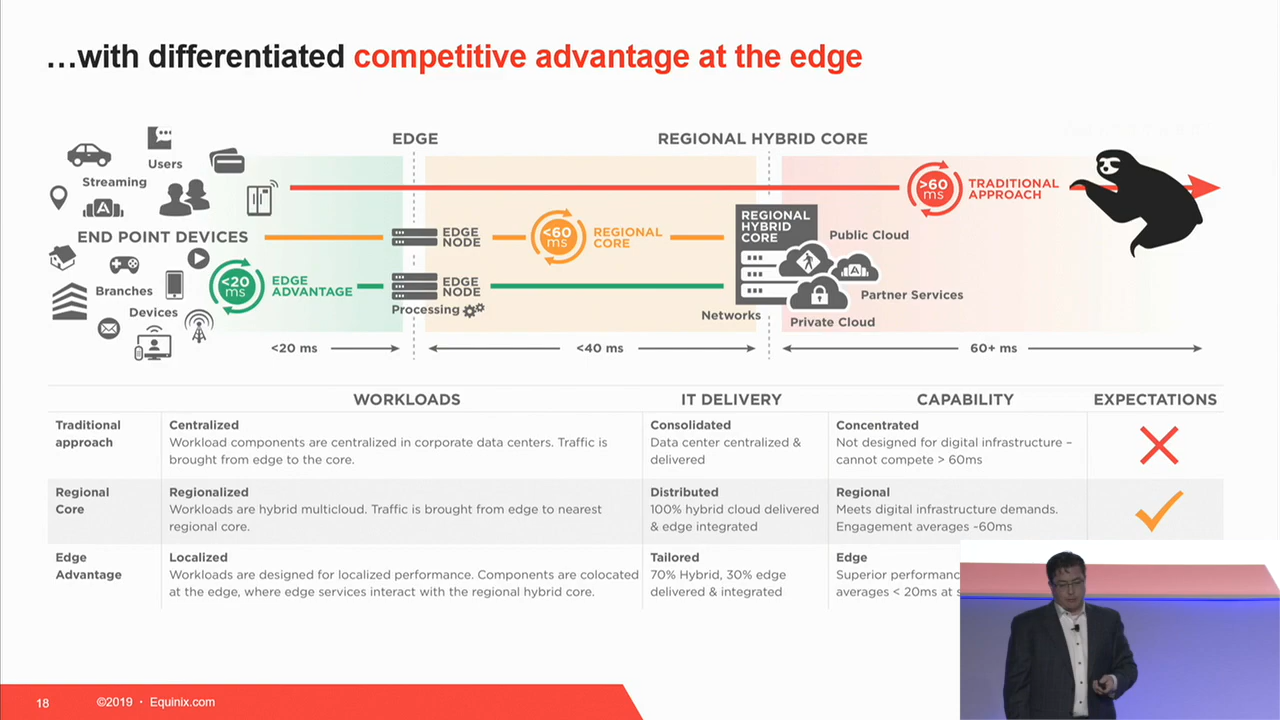 …with differentiated competitive advantage at the edge
EDGE
REGIONAL HYBRID CORE
Users
Streaming
>60 ms
TRADITIONAL
APPROACH
END POINT DEVICES
EDGE
NODE
<60 ms
REGIONAL
CORE
REGIONAL
HYBRID
CORE
Public Cloud
<20 ms
EDGE
ADVANTAGE
EDGE
NODE
Branches
Partner Services
Devices
Processing
Networks
Private Cloud
<20 ms
<40 ms
60+ ms
WORKLOADS
IT DELIVERY
CAPABILITY
EXPECTATIONS
Traditional
approach
Centralized
Workload components are centralized in corporate data centers. Traffic is
brought from edge to the core.
Consolidated
Data center centralized &
delivered
Concentrated
Not designed for digital infrastructure –
cannot compete > 60ms
Regional
Core
Regionalized
Workloads are hybrid multicloud. Traffic is brought from edge to nearest
regional core.
Distributed
100% hybrid cloud delivered
& edge integrated
Regional
Meets digital infrastructure demands.
Engagement averages ~60ms
Edge
Advantage
Localized
Workloads are designed for localized performance. Components are colocated
at the edge, where edge services interact with the regional hybrid core.
Tailored
70% Hybrid, 30% edge
delivered & integrated
Edge
Superior
averages < 20ms at
18
©2019 · Equinix.com